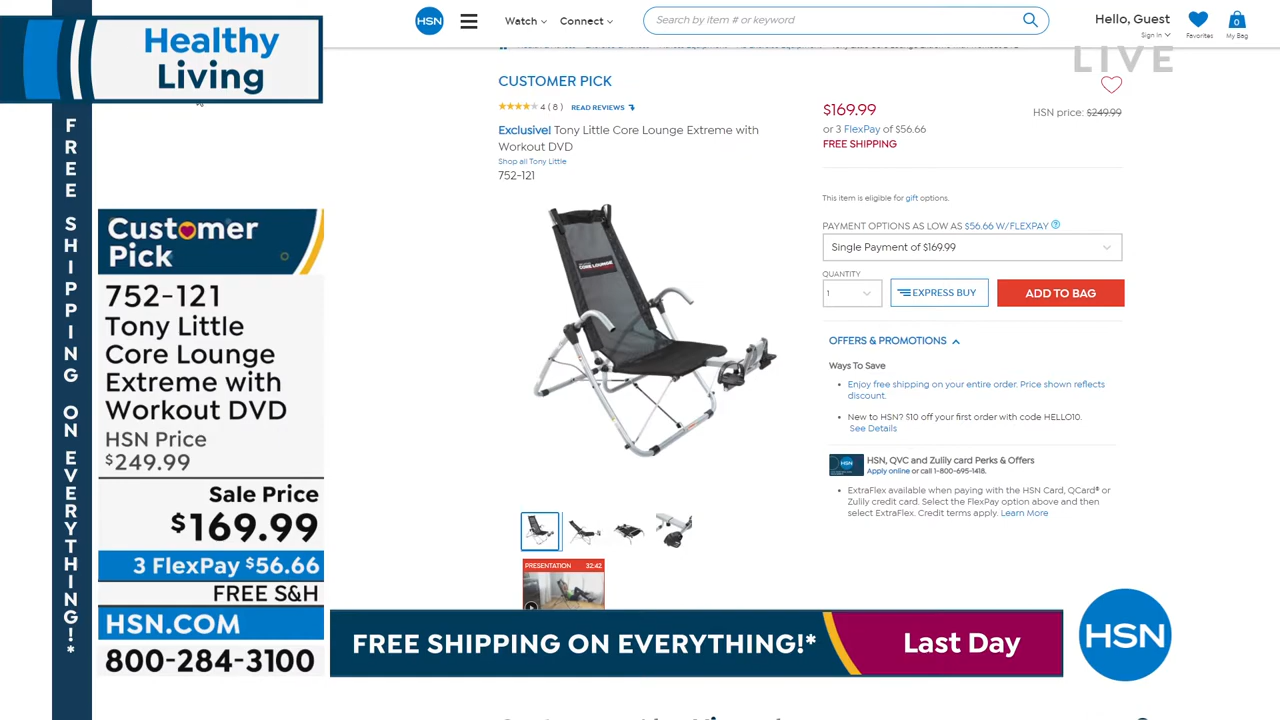 Healthy
Living
FREE SHIPPING ON EVERYTHING!*
Customer
Pick
752-121
Tony Little
Core Lounge
Extreme with
Workout DVD
HSN Price
$249.99
Sale Price
$169.99
3 FlexPay $56.66
FREE S&H
HSN.COM
800-284-3100
HSN
Watch
Connect
Search by item # or keyword
Hello, Guest
Sign in
Favorites
0
My Bag
LIVE
CUSTOMER PICK
4 ( 8 ) READ REVIEWS
Exclusive! Tony Little Core Lounge Extreme with
Workout DVD
Shop all Tony Little
752-121
CORE LOUNGE
PRESENTATION 32:42
$169.99
HSN price: $249.99
or 3 FlexPay of $56.66
FREE SHIPPING
This item is eligible for gift options.
PAYMENT OPTIONS AS LOW AS $56.66 W/FLEXPAY ?
Single Payment of $169.99
QUANTITY
1
EXPRESS BUY
ADD TO BAG
OFFERS & PROMOTIONS
Ways To Save
• Enjoy free shipping on your entire order. Price shown reflects
discount.
• New to HSN? $10 off your first order with code HELLO10.
See Details
HSN
HSN, QVC and Zulily card Perks & Offers
Apply online or call 1-800-695-1418.
• ExtraFlex available when paying with the HSN Card, QCard® or
Zulily credit card. Select the FlexPay option above and then
select ExtraFlex. Credit terms apply. Learn More
FREE SHIPPING ON EVERYTHING!*
Last Day
HSN